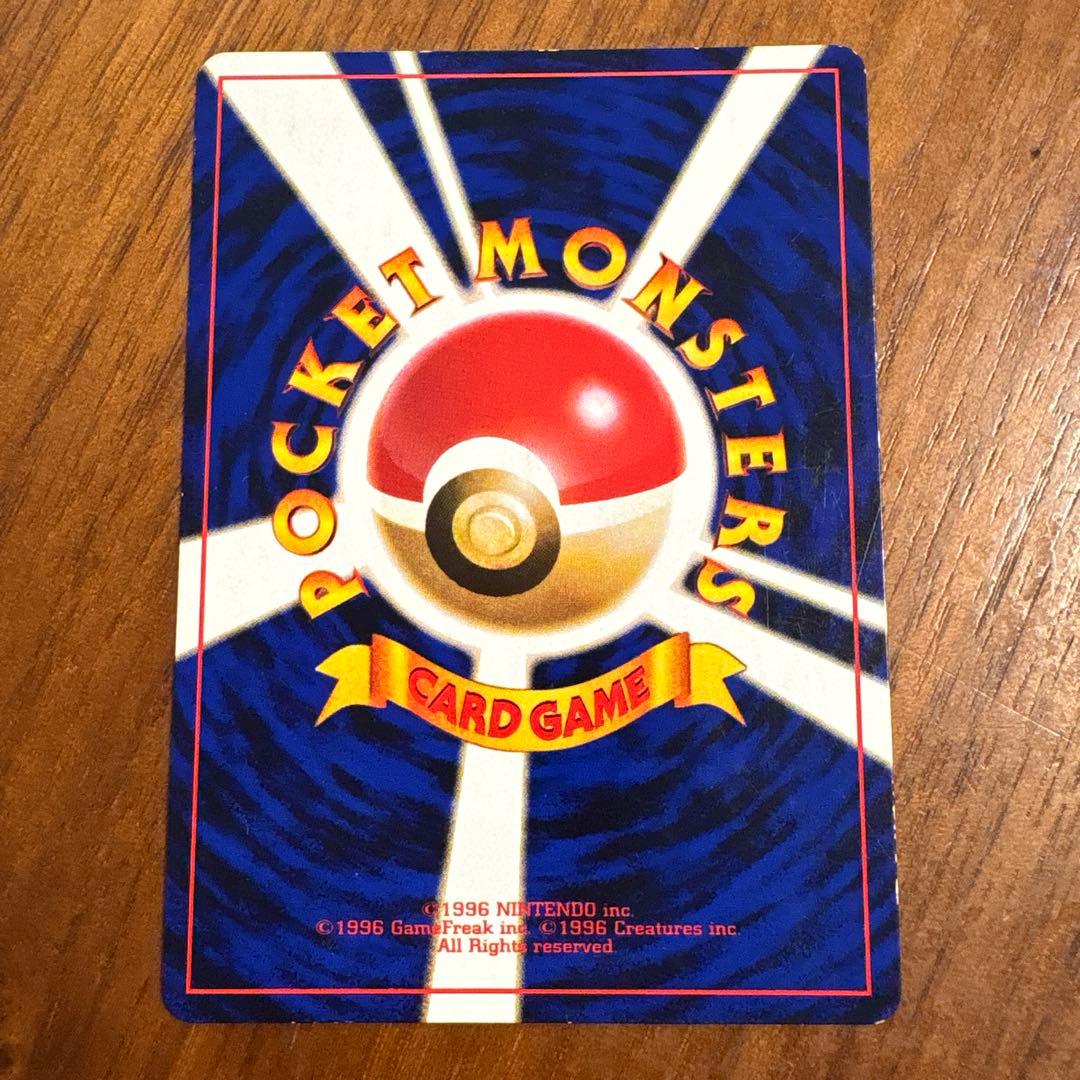 POCKET MONSTERS
CARD GAME
©1996 NINTENDO inc.
©1996 GameFreak inc. ©1996 Creatures inc.
All Rights reserved.